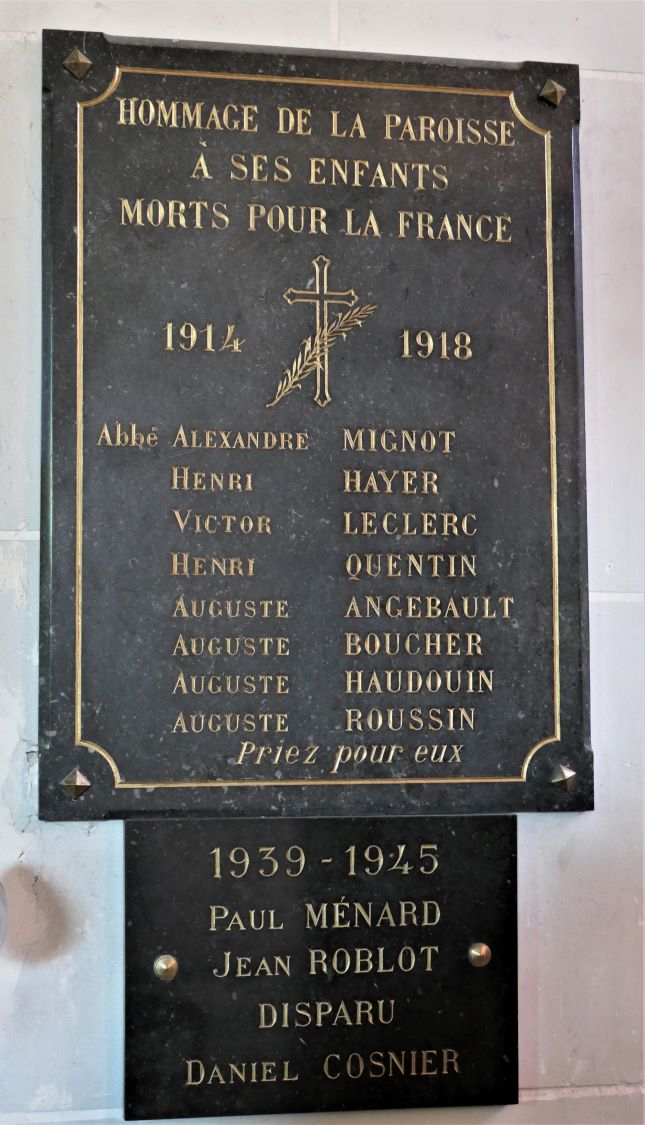 HOMMAGE DE LA PAROISSE
À SES ENFANTS
MORTS POUR LA FRANCE
1914 1918
Abbé ALEXANDRE MIGNOT
HENRI HAYER
VICTOR LECLERC
HENRI QUENTIN
AUGUSTE ANGEBAULT
AUGUSTE BOUCHER
AUGUSTE HAUDOUIN
AUGUSTE ROUSSIN
Priez pour eux
1939-1945
PAUL MÉNARD
JEAN ROBLOT
DISPARU
DANIEL COSNIER